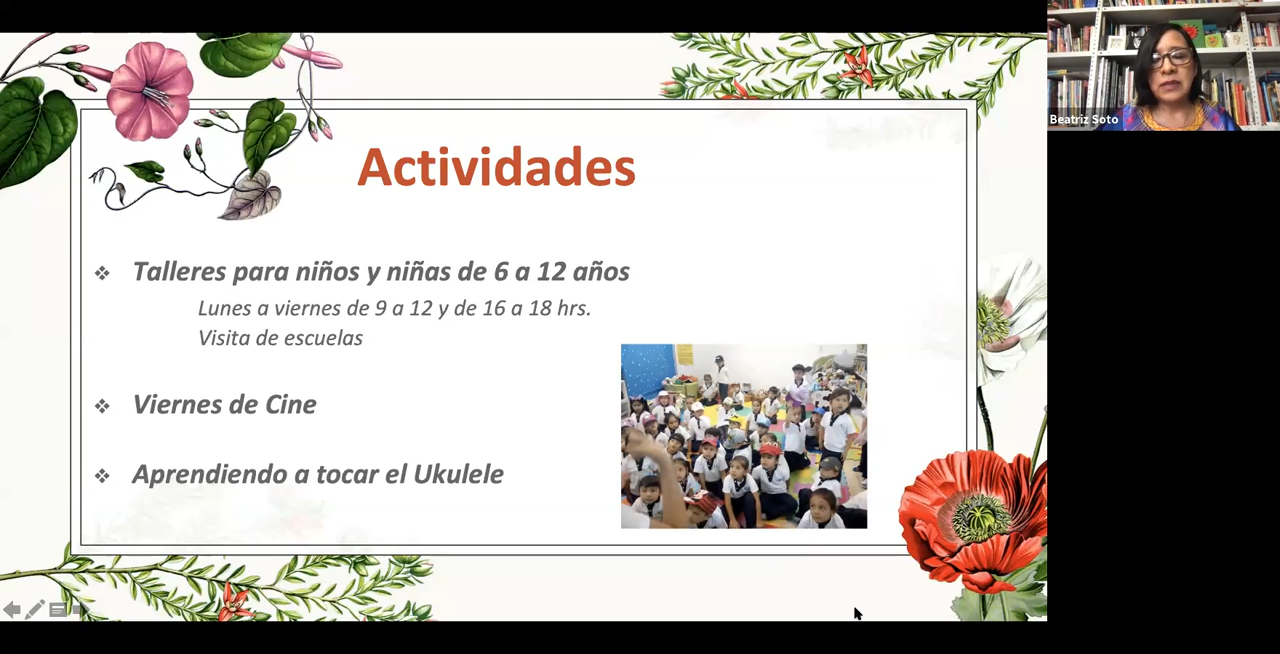 Actividades
❖ Talleres para niños y niñas de 6 a 12 años
Lunes a viernes de 9 a 12 y de 16 a 18 hrs.
Visita de escuelas
❖ Viernes de Cine
❖ Aprendiendo a tocar el Ukulele
Beatriz Soto